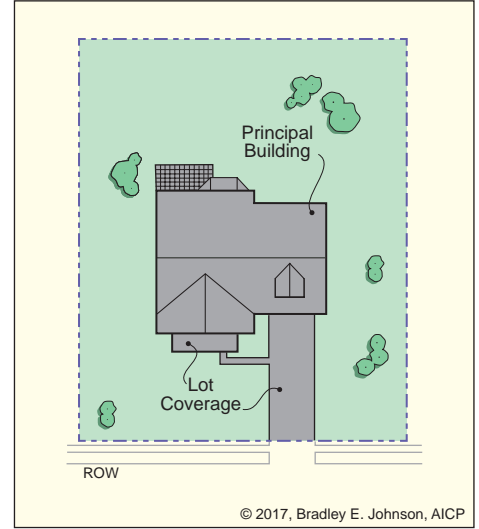 Principal
Building
Lot
Coverage
ROW
© 2017, Bradley E. Johnson, AICP